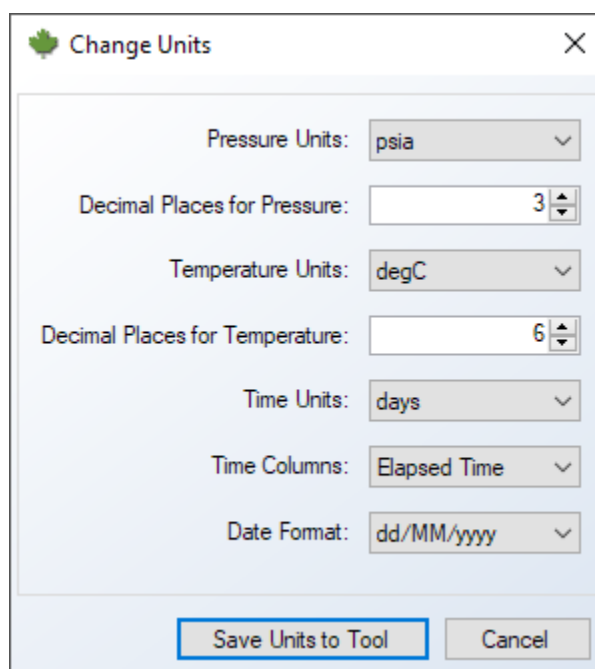 Change Units
Pressure Units: psia
Decimal Places for Pressure: 3
Temperature Units: degC
Decimal Places for Temperature: 6
Time Units: days
Time Columns: Elapsed Time
Date Format: dd/MM/yyyy
Save Units to Tool Cancel